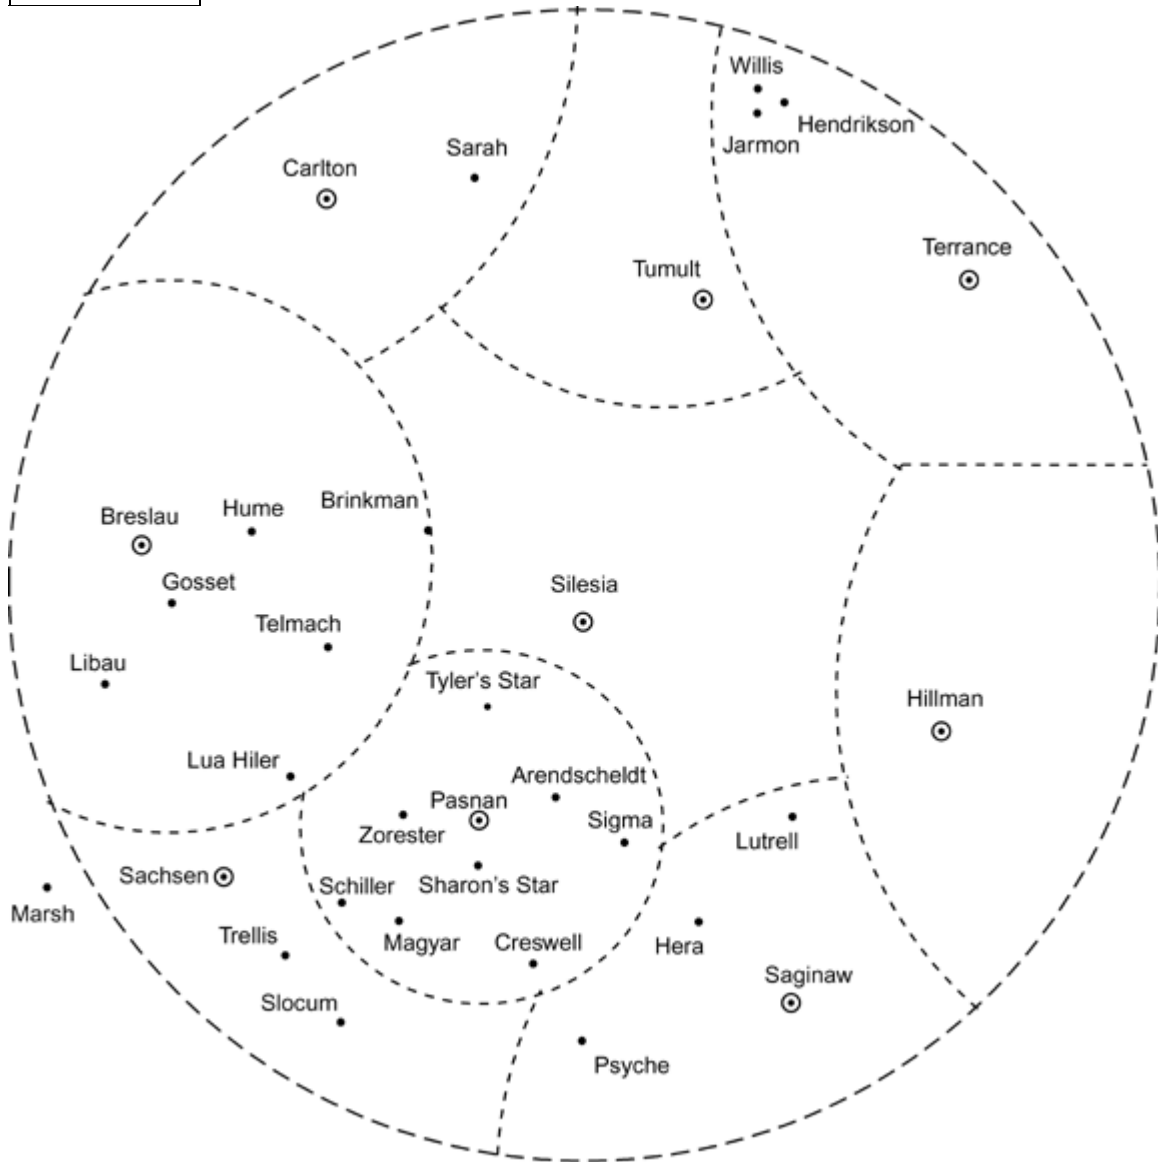 Willis
Hendrikson
Jarmon
Sarah
Carlton
Terrance
Tumult
Brinkman
Hume
Breslau
Gosset
Silesia
Telmach
Libau
Tyler's Star
Hillman
Lua Hiler
Arendscheldt
Pasnan
Sigma
Zorester
Lutrell
Sachsen
Schiller
Sharon's Star
Marsh
Trellis
Magyar
Creswell
Hera
Saginaw
Slocum
Psyche